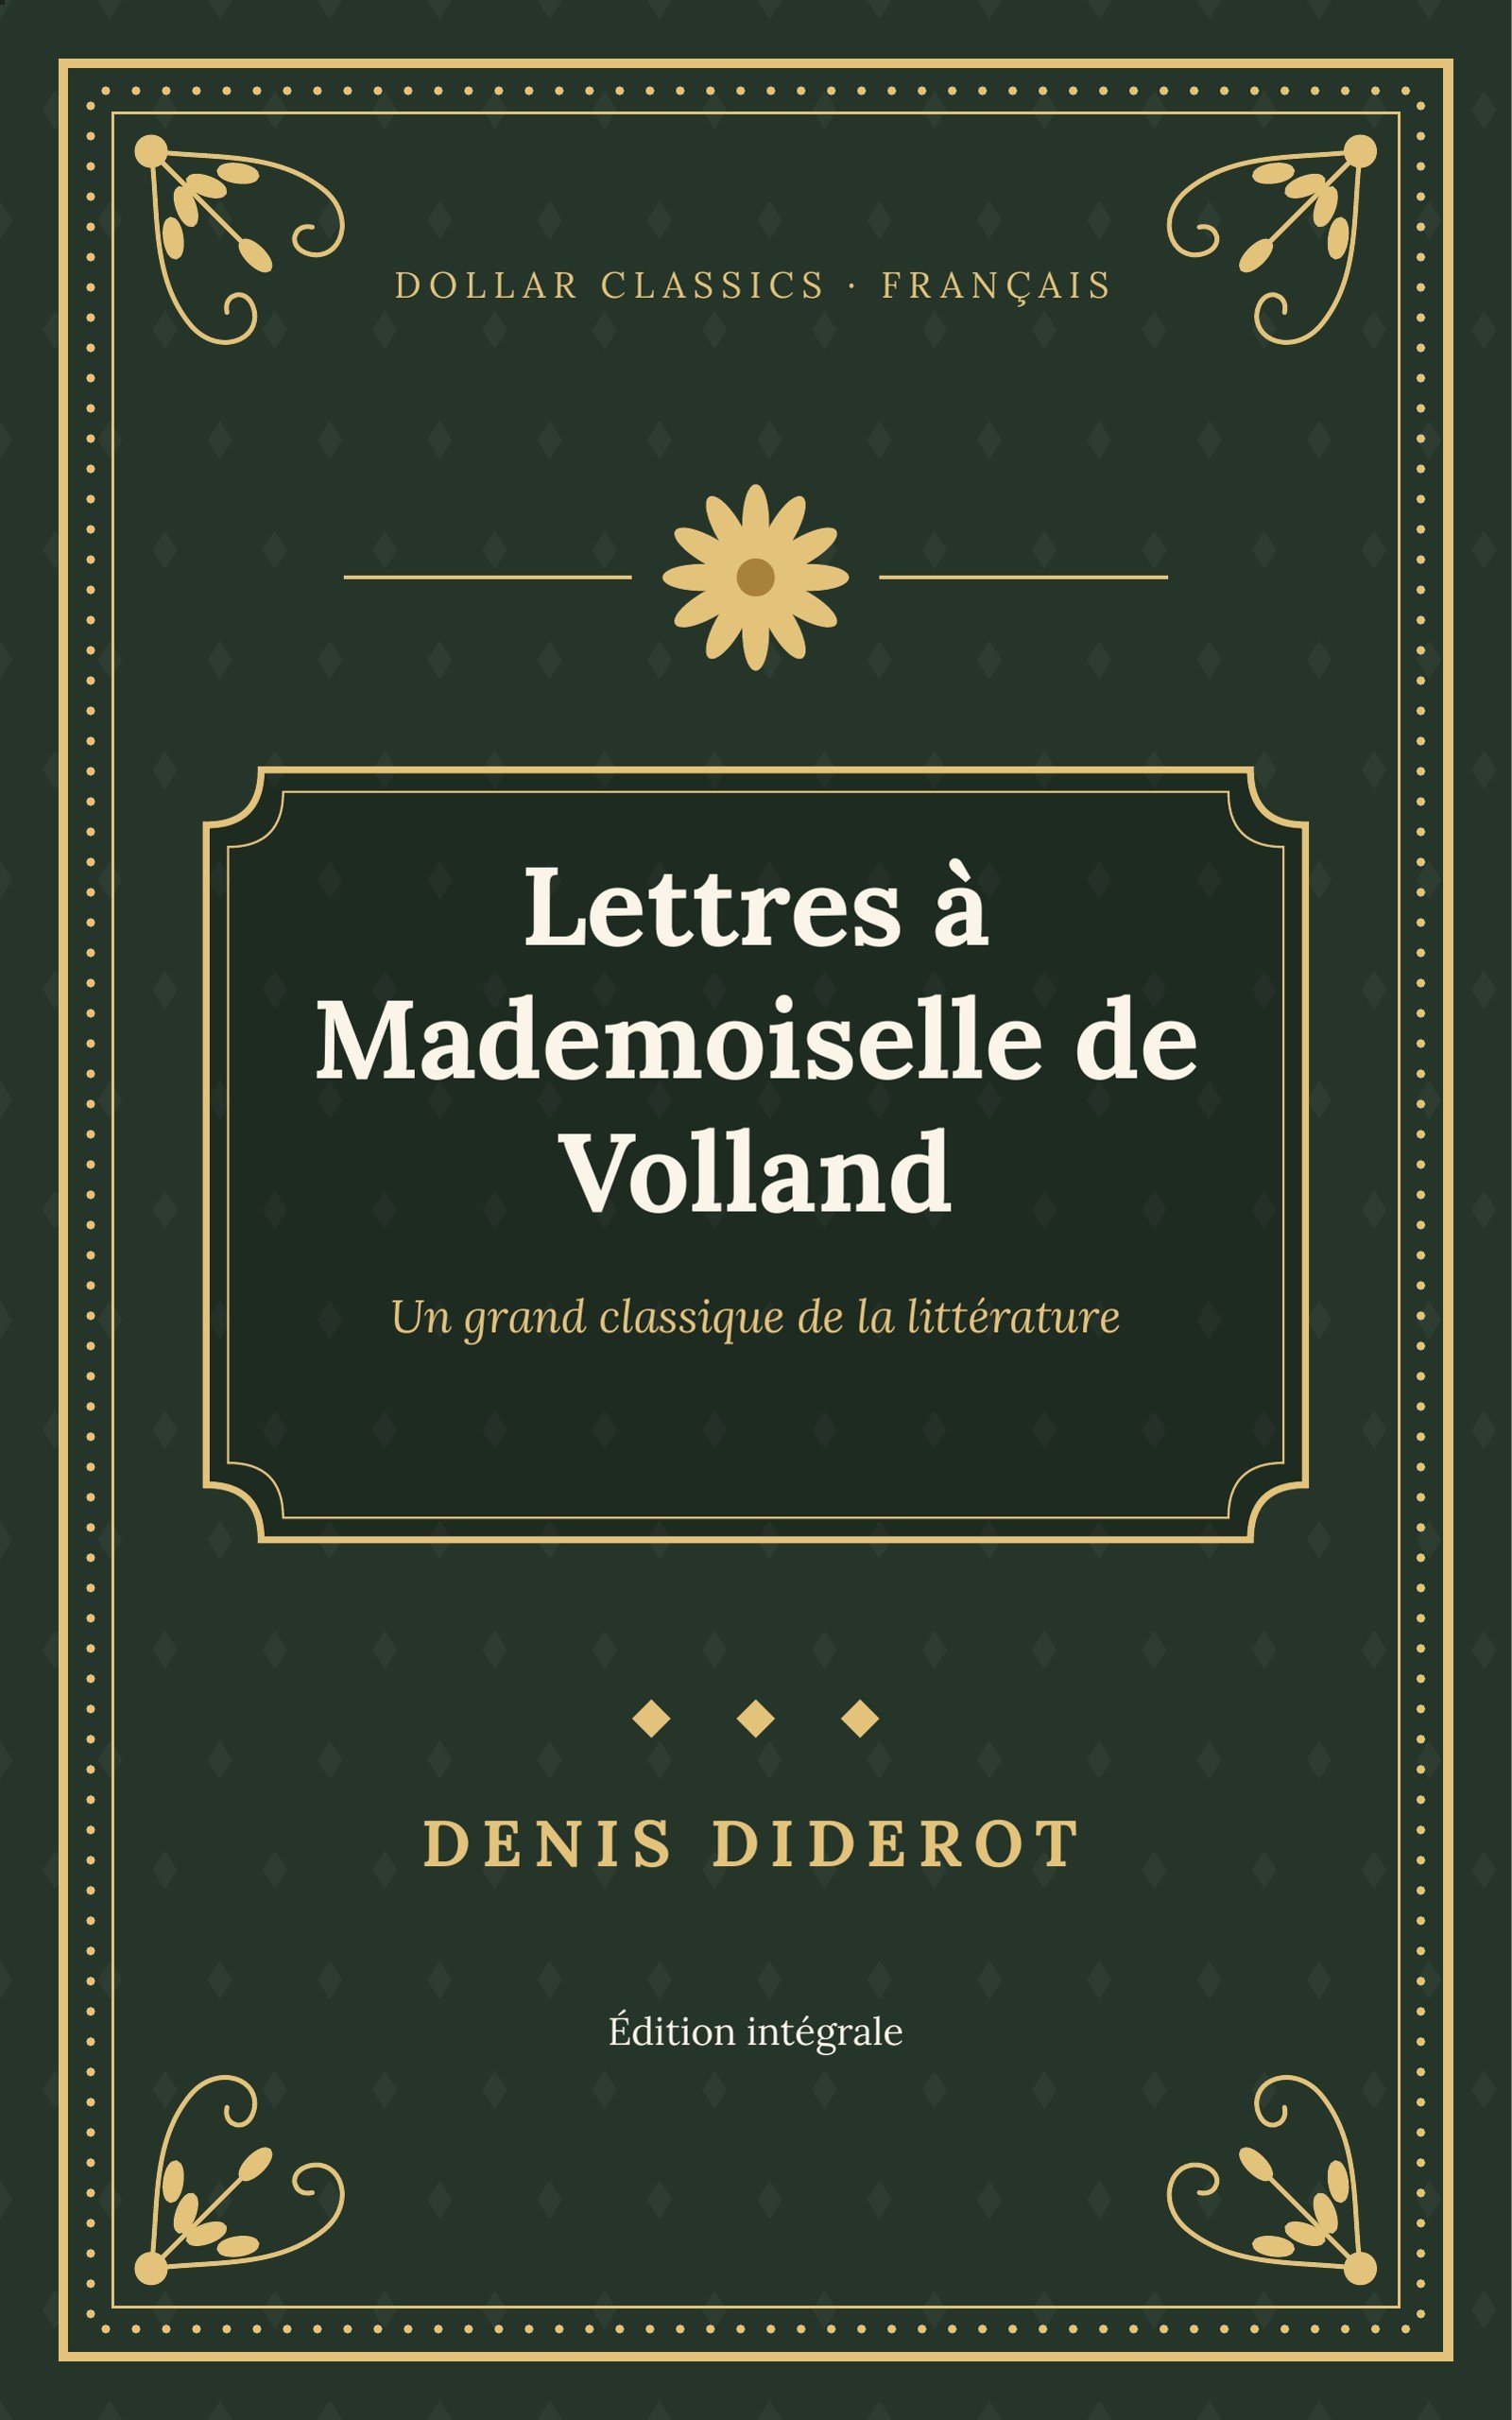 DOLLAR CLASSICS · FRANÇAIS
Lettres à
Mademoiselle de
Volland
Un grand classique de la littérature
DENIS DIDEROT
Édition intégrale